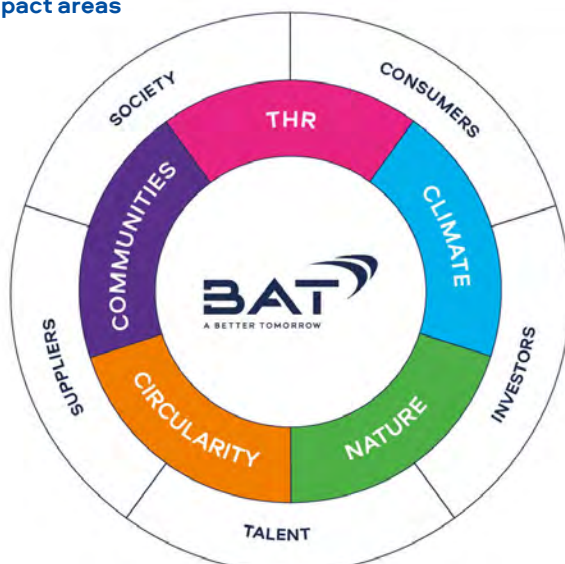 pact areas
SOCIETY
CONSUMERS
THR
COMMUNITIES
CLIMATE
BAT
A BETTER TOMORROW
SUPPLIERS
INVESTORS
CIRCULARITY
NATURE
TALENT